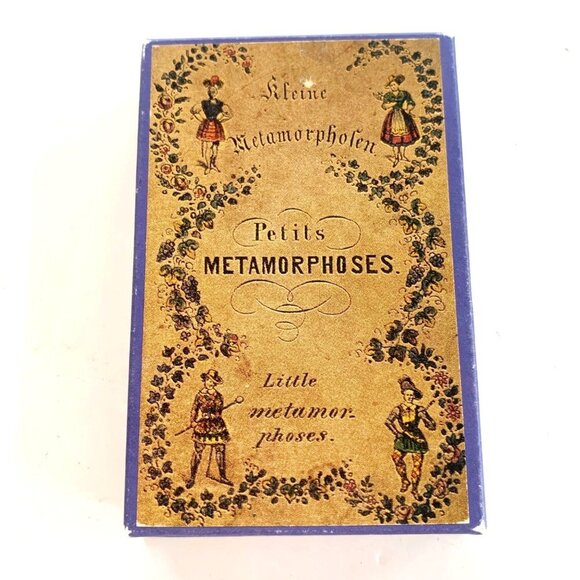 Kleine
Metamorphoſen
Petits
METAMORPHOSES.
Little
metamor-
phoses.